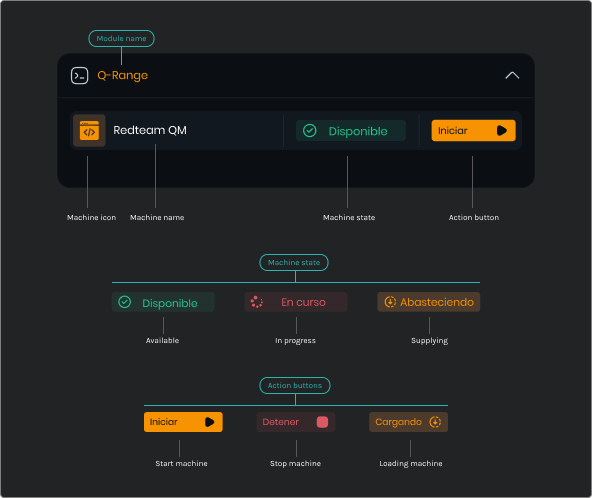 Module name
Q-Range
Redteam QM
Disponible
Iniciar
Machine icon
Machine name
Machine state
Action button
Machine state
Disponible
En curso
Abasteciendo
Available
In progress
Supplying
Action buttons
Iniciar
Detener
Cargando
Start machine
Stop machine
Loading machine